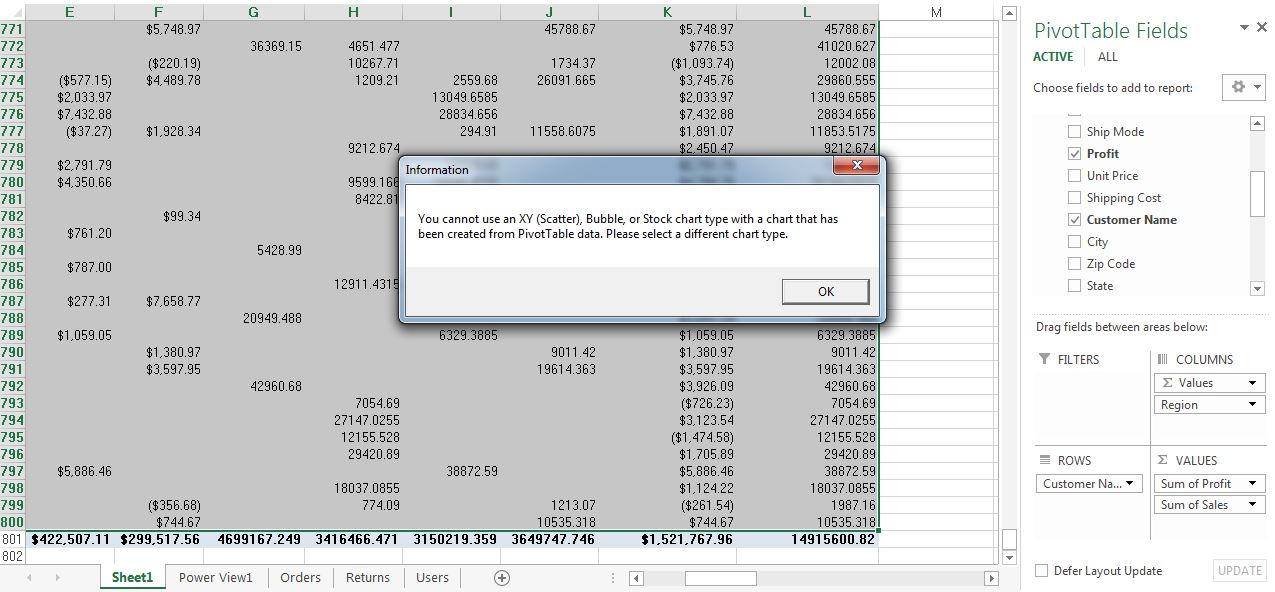 E F G H I J K L M
771 $5,748.97 45788.67 $5,748.97 45788.67
772 36369.15 4651.477 $776.53 41020.627
773 ($220.19) 10267.71 1734.37 ($1,093.74) 12002.08
774 ($577.15) $4,489.78 1209.21 2559.68 26091.665 $3,745.76 29860.555
775 $2,033.97 13049.6585 $2,033.97 13049.6585
776 $7,432.88 28834.656 $7,432.88 28834.656
777 ($37.27) $1,928.34 294.91 11558.6075 $1,891.07 11853.5175
778 9212.674 $2,450.47 9212.674
779 $2,791.79
780 $4,350.66 9599.166
781 8422.81
782 $99.34
783 $761.20
784 5428.99
785 $787.00
786 12911.4315
787 $277.31 $7,658.77
788 20949.488
789 $1,059.05 6329.3885 $1,059.05 6329.3885
790 $1,380.97 9011.42 $1,380.97 9011.42
791 $3,597.95 19614.363 $3,597.95 19614.363
792 42960.68 $3,926.09 42960.68
793 7054.69 ($726.23) 7054.69
794 27147.0255 $3,123.54 27147.0255
795 12155.528 ($1,474.58) 12155.528
796 29420.89 $1,705.89 29420.89
797 $5,886.46 38872.59 $5,886.46 38872.59
798 18037.0855 $1,124.22 18037.0855
799 ($356.68) 774.09 1213.07 ($261.54) 1987.16
800 $744.67 10535.318 $744.67 10535.318
801 $422,507.11 $299,517.56 4699167.249 3416466.471 3150219.359 3649747.746 $1,521,767.96 14915600.82
802
Information
You cannot use an XY (Scatter), Bubble, or Stock chart type with a chart that has
been created from PivotTable data. Please select a different chart type.
OK
Sheet1 Power View1 Orders Returns Users
PivotTable Fields
ACTIVE ALL
Choose fields to add to report:
Ship Mode
Profit
Unit Price
Shipping Cost
Customer Name
City
Zip Code
State
Drag fields between areas below:
FILTERS
COLUMNS
Σ Values
Region
ROWS
Customer Na...
Σ VALUES
Sum of Profit
Sum of Sales
Defer Layout Update
UPDATE